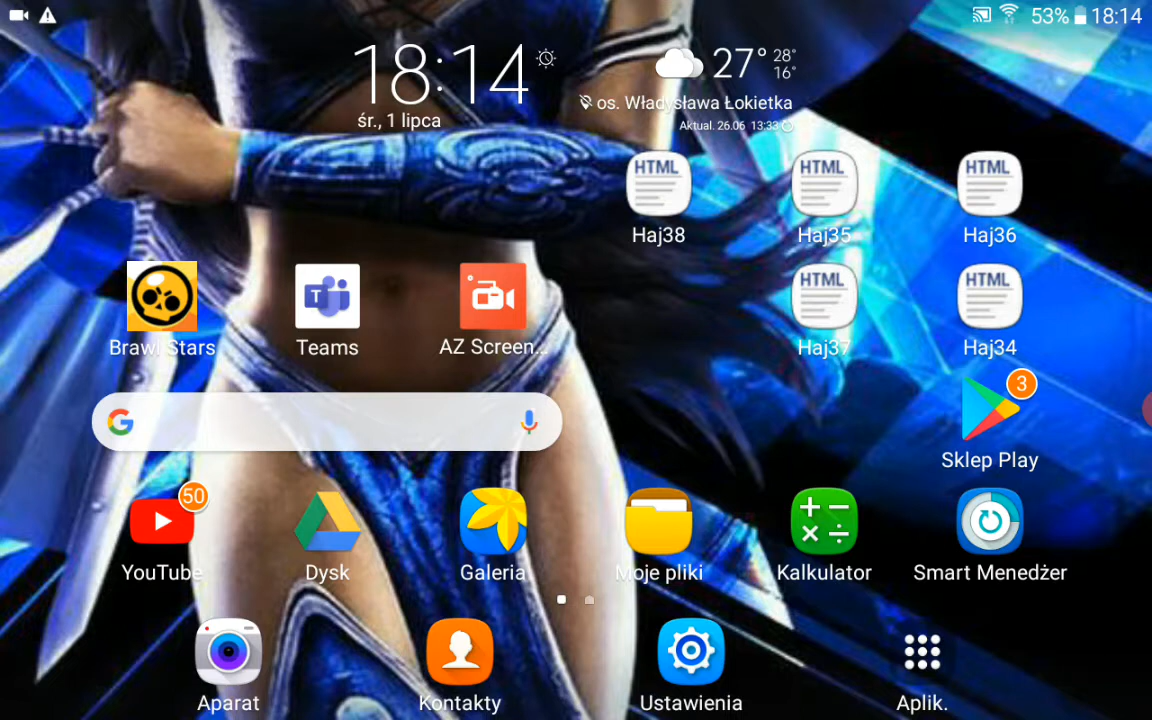 53% 18:14
18:14
27° 28°
16°
os. Władysława Łokietka
śr., 1 lipca
Aktual. 26.06 13:33
HTML HTML HTML
Haj38 Haj35 Haj36
HTML HTML
T
Brawl Stars Teams AZ Screen... Haj37 Haj34
3
G
Sklep Play
50
YouTube Dysk Galeria Moje pliki Kalkulator Smart Menedżer
Aparat Kontakty Ustawienia Aplik.